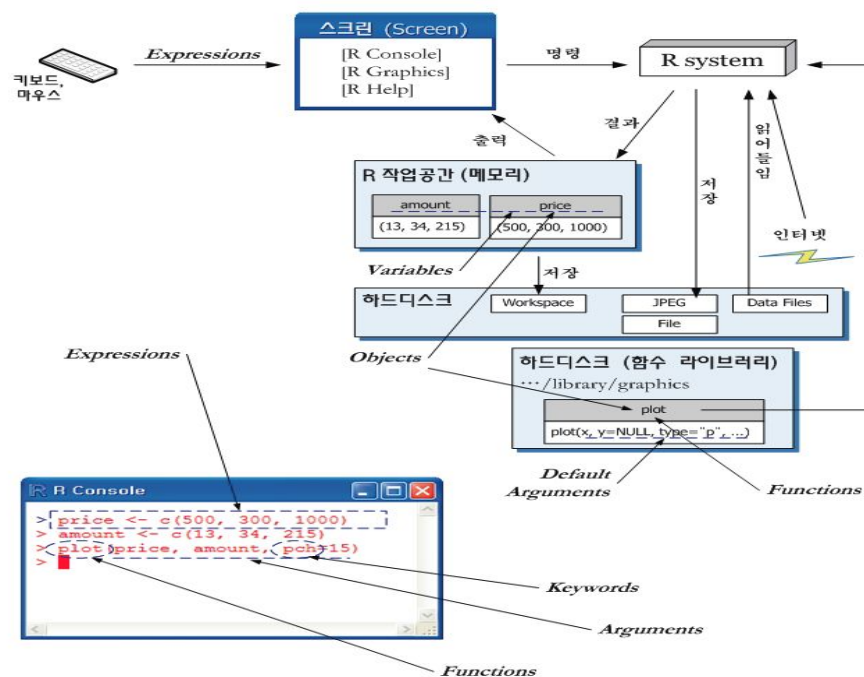 스크린 (Screen)
Expressions
[R Console]
[R Graphics]
[R Help]
명령
R system
키보드,
마우스
출력
결과
저장
읽어들임
인터넷
R 작업공간 (메모리)
amount
price
(13, 34, 215)
(500, 300, 1000)
Variables
저장
하드디스크
Workspace
JPEG
File
Data Files
Expressions
Objects
하드디스크 (함수 라이브러리)
…/library/graphics
plot
plot(x, y=NULL, type="p", …)
Default
Arguments
Functions
R R Console
> price <- c(500, 300, 1000)
> amount <- c(13, 34, 215)
> plot(price, amount, pch=15)
>
Keywords
Arguments
Functions